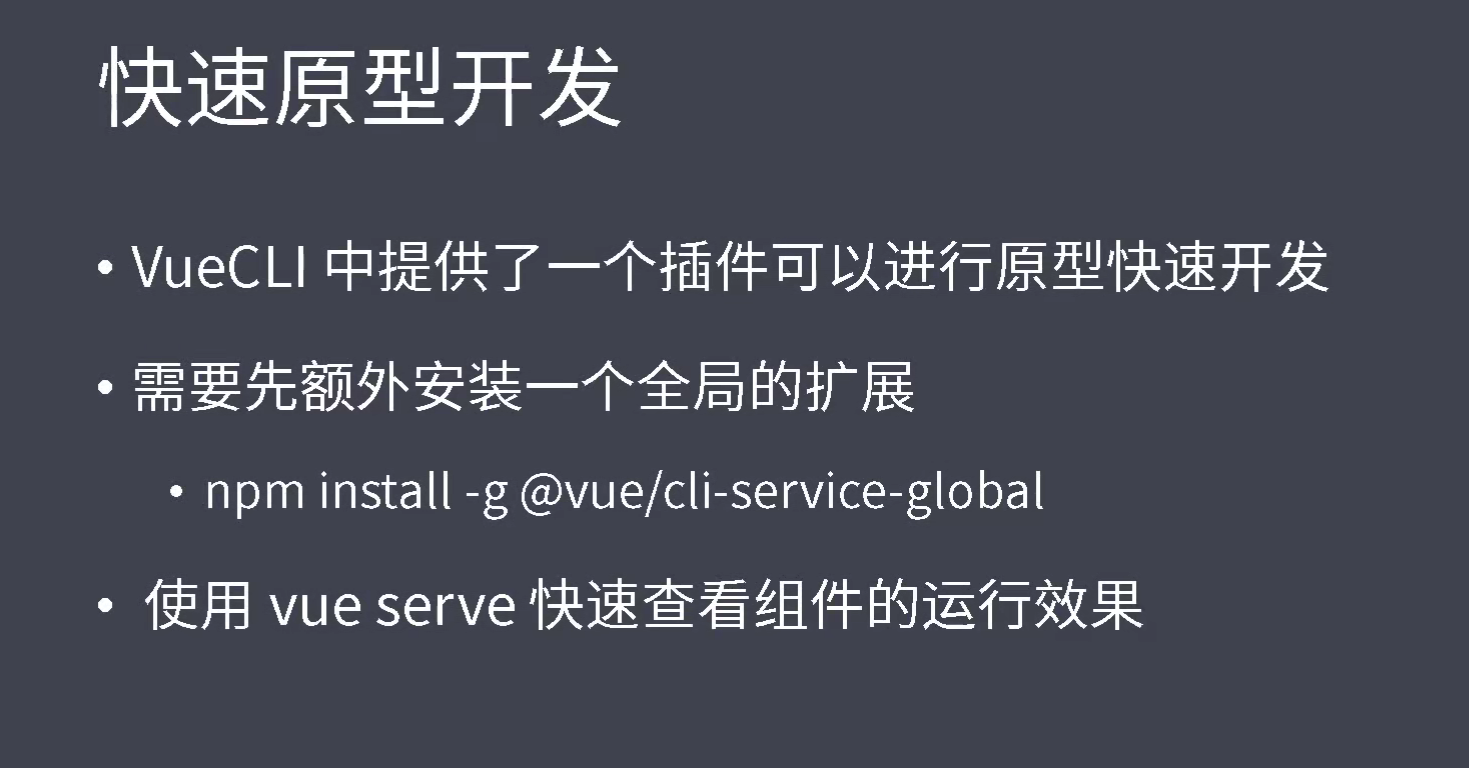 快速原型开发
• VueCLI 中提供了一个插件可以进行原型快速开发
• 需要先额外安装一个全局的扩展
• npm install -g @vue/cli-service-global
• 使用 vue serve 快速查看组件的运行效果